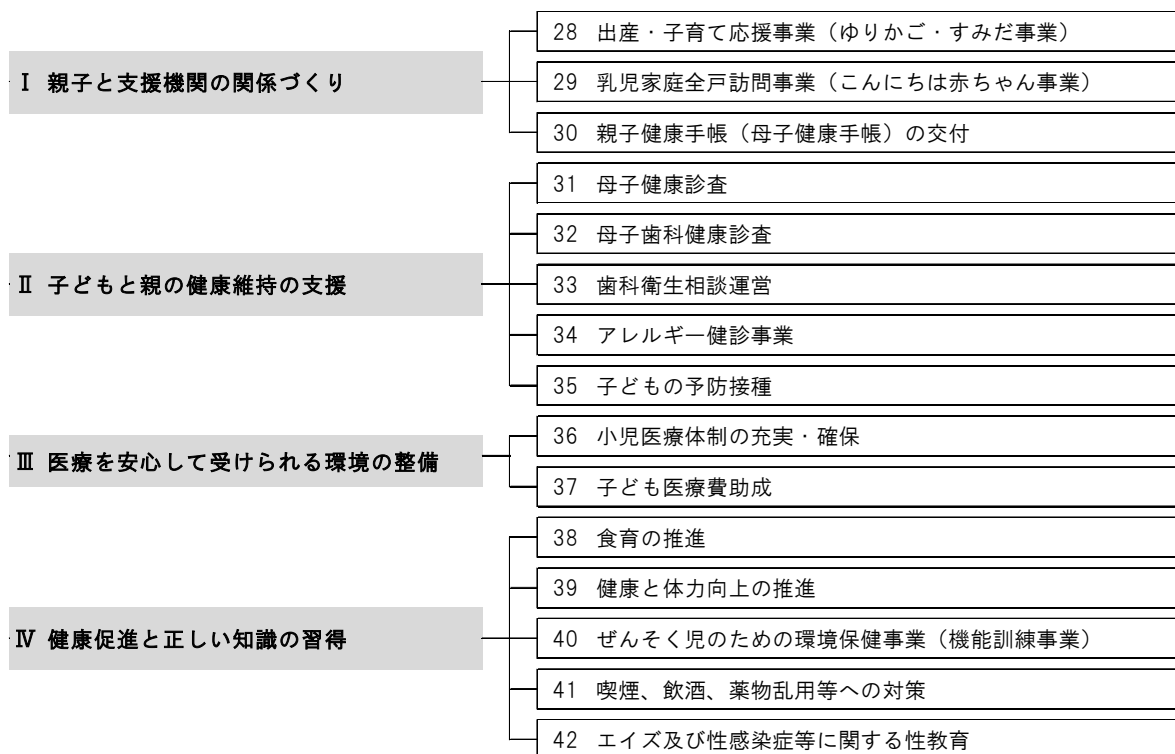 Ⅰ 親子と支援機関の関係づくり
28 出産・子育て応援事業（ゆりかご・すみだ事業）
29 乳児家庭全戸訪問事業（こんにちは赤ちゃん事業）
30 親子健康手帳（母子健康手帳）の交付
Ⅱ 子どもと親の健康維持の支援
31 母子健康診査
32 母子歯科健康診査
33 歯科衛生相談運営
34 アレルギー健診事業
35 子どもの予防接種
Ⅲ 医療を安心して受けられる環境の整備
36 小児医療体制の充実・確保
37 子ども医療費助成
Ⅳ 健康促進と正しい知識の習得
38 食育の推進
39 健康と体力向上の推進
40 ぜんそく児のための環境保健事業（機能訓練事業）
41 喫煙、飲酒、薬物乱用等への対策
42 エイズ及び性感染症等に関する性教育